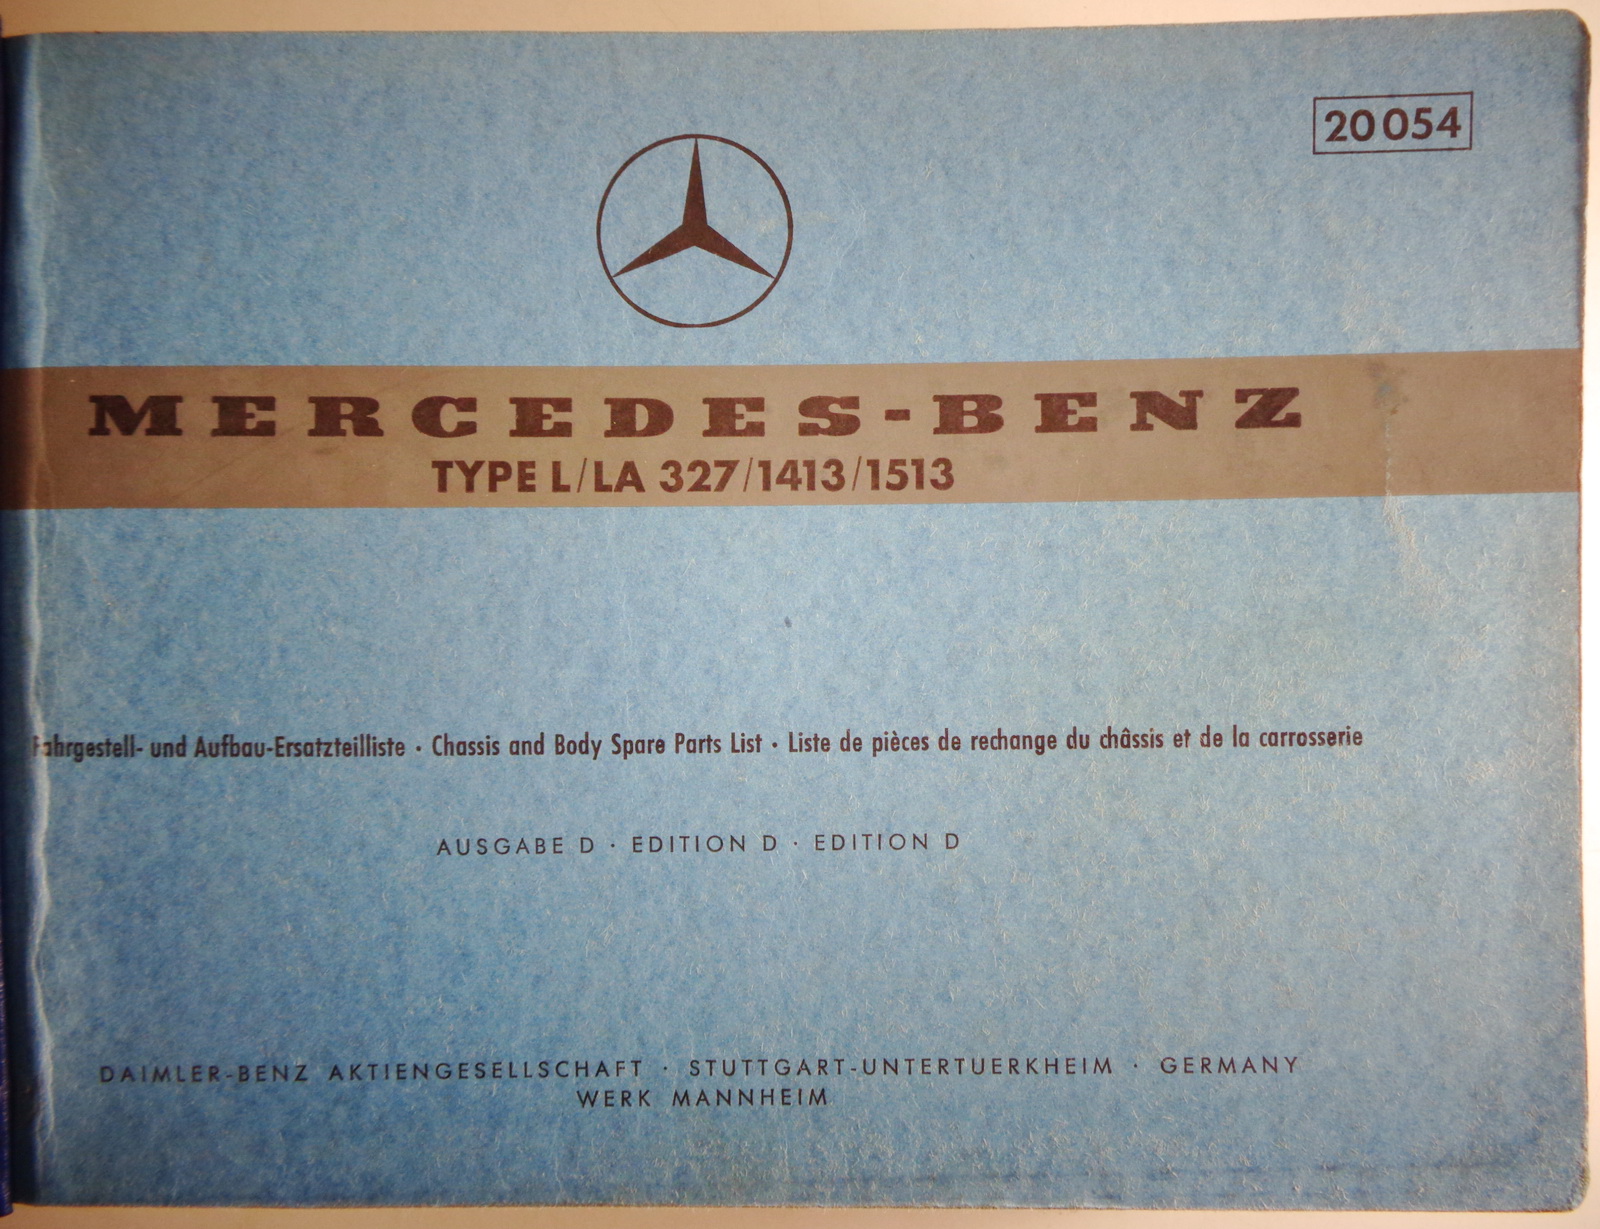 20054
MERCEDES-BENZ
TYPE L/LA 327/1413/1513
Fahrgestell- und Aufbau-Ersatzteilliste · Chassis and Body Spare Parts List · Liste de pièces de rechange du châssis et de la carrosserie
AUSGABE D · EDITION D · EDITION D
DAIMLER-BENZ AKTIENGESELLSCHAFT · STUTTGART-UNTERTUERKHEIM · GERMANY
WERK MANNHEIM